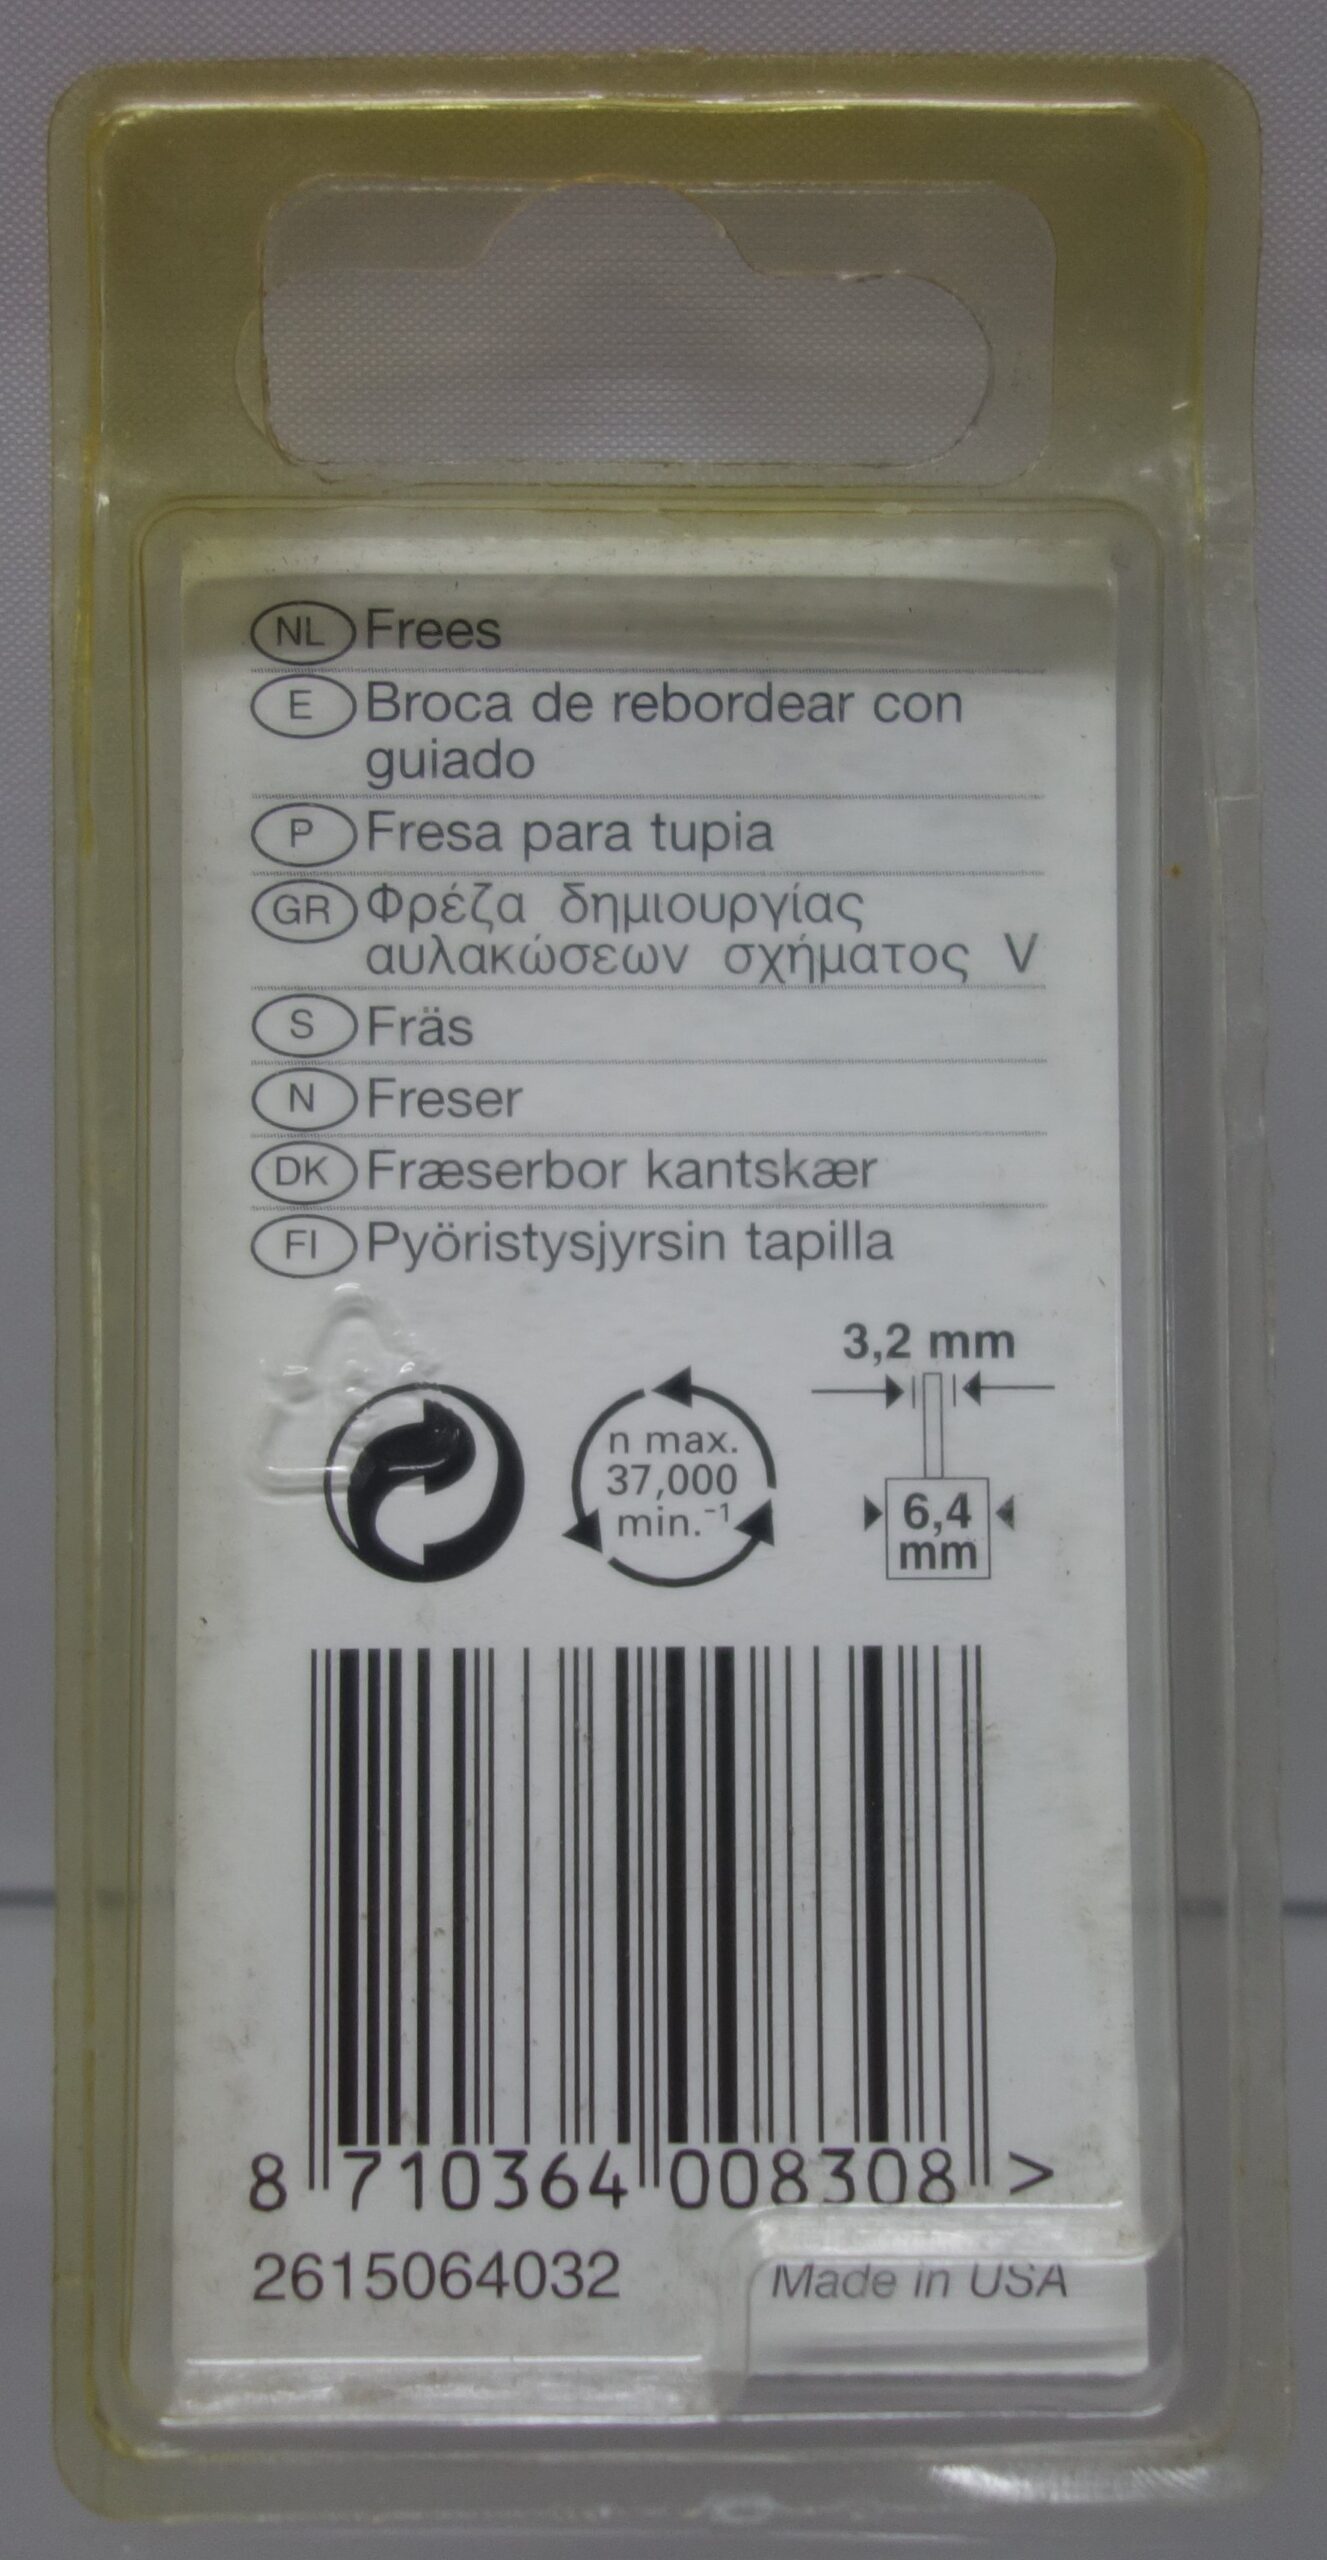 NL Frees
E Broca de rebordear con
guiado
P Fresa para tupia
GR Φρέζα δημιουργίας
αυλακώσεων σχήματος V
S Fräs
N Freser
DK Fræserbor kantskær
FI Pyöristysjyrsin tapilla
3,2 mm
n max.
37,000
min.⁻¹
6,4
mm
8 710364 008308 >
2615064032 Made in USA